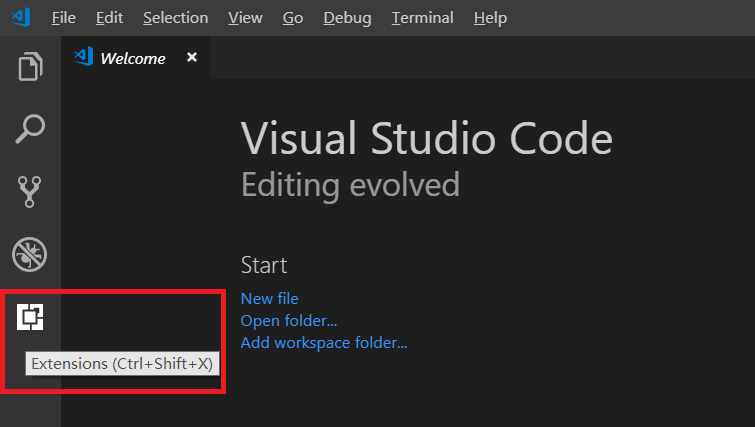 File Edit Selection View Go Debug Terminal Help
Welcome
Visual Studio Code
Editing evolved
Start
New file
Open folder...
Add workspace folder...
Extensions (Ctrl+Shift+X)